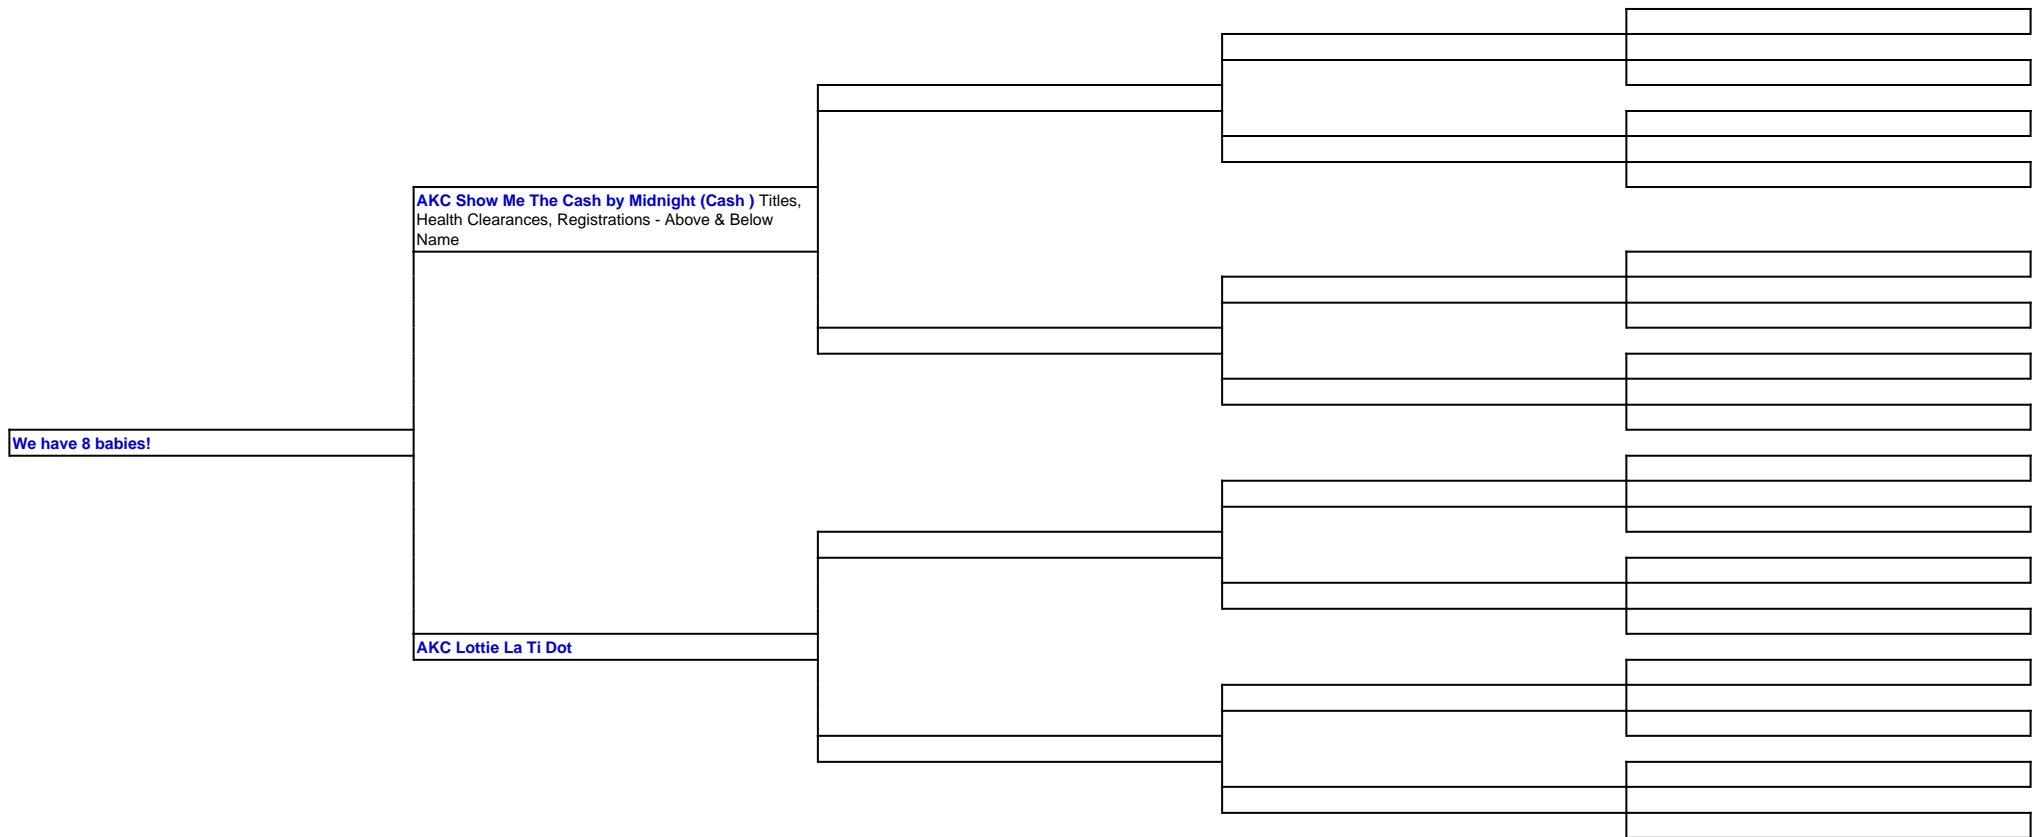 AKC Show Me The Cash by Midnight (Cash ) Titles,
Health Clearances, Registrations - Above & Below
Name
We have 8 babies!
AKC Lottie La Ti Dot